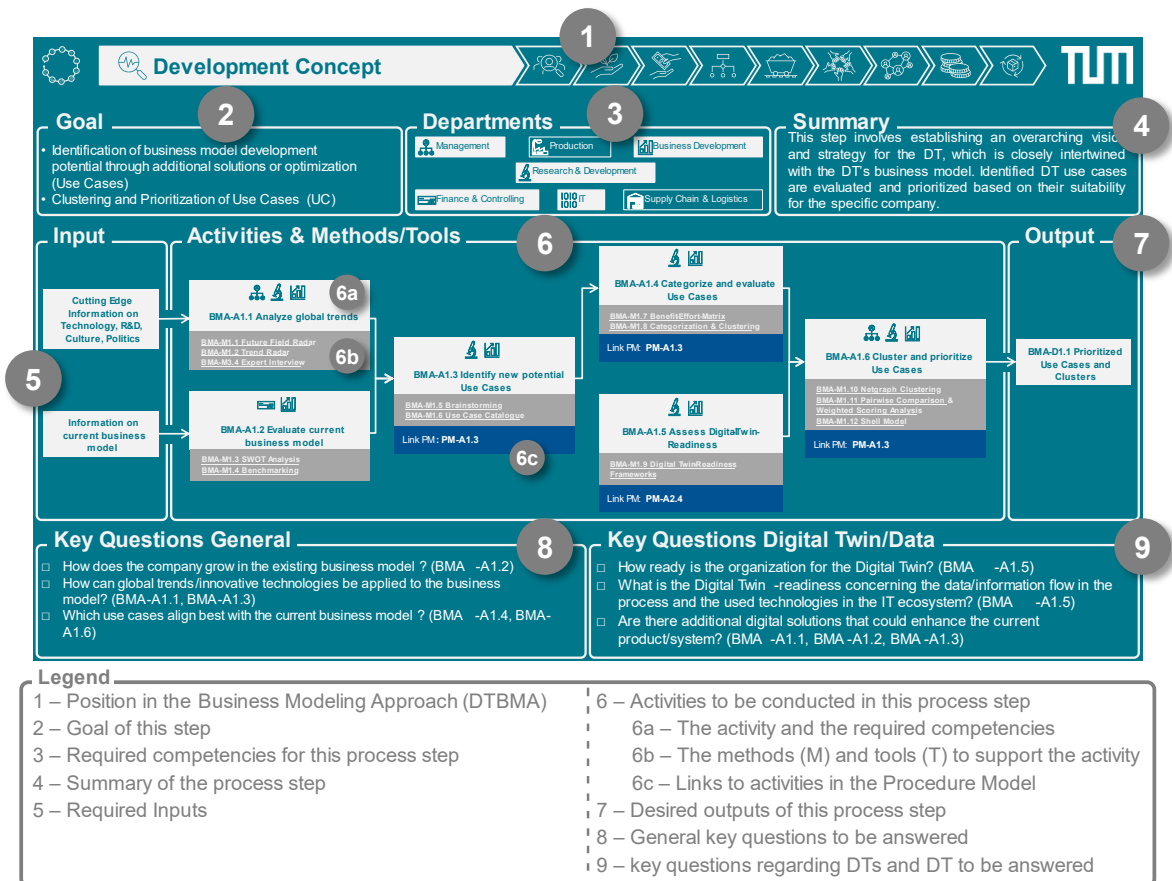 1
Development Concept
TUM
2
3
4
Goal
• Identification of business model development
potential through additional solutions or optimization
(Use Cases)
• Clustering and Prioritization of Use Cases (UC)
Departments
Management
Production
Business Development
Research & Development
Finance & Controlling
IT
Supply Chain & Logistics
Summary
This step involves establishing an overarching vision
and strategy for the DT, which is closely intertwined
with the DT's business model. Identified DT use cases
are evaluated and prioritized based on their suitability
for the specific company.
Input
5
Cutting Edge
Information on
Technology, R&D,
Culture, Politics
Information on
current business
model
Activities & Methods/Tools
6
6a
BMA-A1.1 Analyze global trends
6b
BMA-M1.1 Future Field Radar
BMA-M1.2 Trend Radar
BMA-M3.4 Expert Interview
BMA-A1.2 Evaluate current
business model
BMA-M1.3 SWOT Analysis
BMA-M1.4 Benchmarking
BMA-A1.3 Identify new potential
Use Cases
BMA-M1.5 Brainstorming
BMA-M1.6 Use Case Catalogue
Link PM: PM-A1.3
6c
BMA-A1.4 Categorize and evaluate
Use Cases
BMA-M1.7 BenefitEffort-Matrix
BMA-M1.8 Categorization & Clustering
Link PM: PM-A1.3
BMA-A1.5 Assess DigitalTwin-
Readiness
BMA-M1.9 Digital TwinReadiness
Frameworks
Link PM: PM-A2.4
BMA-A1.6 Cluster and prioritize
Use Cases
BMA-M1.10 Netgraph Clustering
BMA-M1.11 Pairwise Comparison &
Weighted Scoring Analysis
BMA-M1.12 Shell Model
Link PM: PM-A1.3
Output
7
BMA-D1.1 Prioritized
Use Cases and
Clusters
Key Questions General
8
□ How does the company grow in the existing business model ? (BMA -A1.2)
□ How can global trends/innovative technologies be applied to the business
model? (BMA-A1.1, BMA-A1.3)
□ Which use cases align best with the current business model ? (BMA -A1.4, BMA-
A1.6)
Key Questions Digital Twin/Data
9
□ How ready is the organization for the Digital Twin? (BMA -A1.5)
□ What is the Digital Twin -readiness concerning the data/information flow in the
process and the used technologies in the IT ecosystem? (BMA -A1.5)
□ Are there additional digital solutions that could enhance the current
product/system? (BMA -A1.1, BMA -A1.2, BMA -A1.3)
Legend
1 – Position in the Business Modeling Approach (DTBMA)
2 – Goal of this step
3 – Required competencies for this process step
4 – Summary of the process step
5 – Required Inputs
6 – Activities to be conducted in this process step
6a – The activity and the required competencies
6b – The methods (M) and tools (T) to support the activity
6c – Links to activities in the Procedure Model
7 – Desired outputs of this process step
8 – General key questions to be answered
9 – key questions regarding DTs and DT to be answered